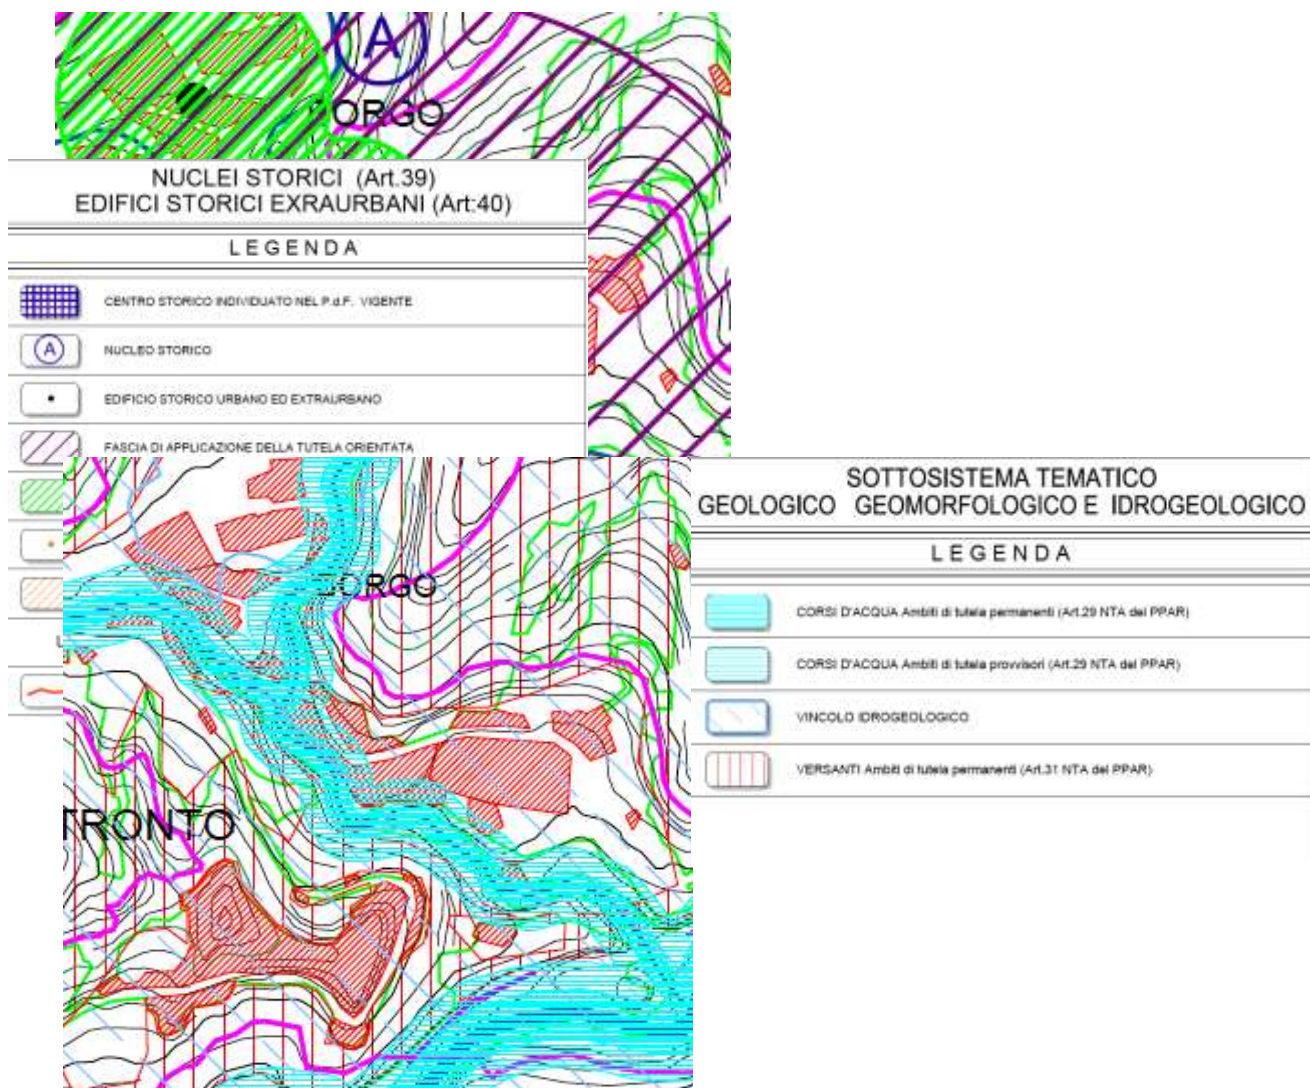 A
BORGO
NUCLEI STORICI (Art.39)
EDIFICI STORICI EXRAURBANI (Art:40)
LEGENDA
CENTRO STORICO INDIVIDUATO NEL P.d.F. VIGENTE
A
NUCLEO STORICO
EDIFICIO STORICO URBANO ED EXTRAURBANO
FASCIA DI APPLICAZIONE DELLA TUTELA ORIENTATA
BORGO
TRONTO
SOTTOSISTEMA TEMATICO
GEOLOGICO GEOMORFOLOGICO E IDROGEOLOGICO
LEGENDA
CORSI D'ACQUA Ambiti di tutela permanenti (Art.29 NTA del PPAR)
CORSI D'ACQUA Ambiti di tutela provvisori (Art.29 NTA del PPAR)
VINCOLO IDROGEOLOGICO
VERSANTI Ambiti di tutela permanenti (Art.31 NTA del PPAR)